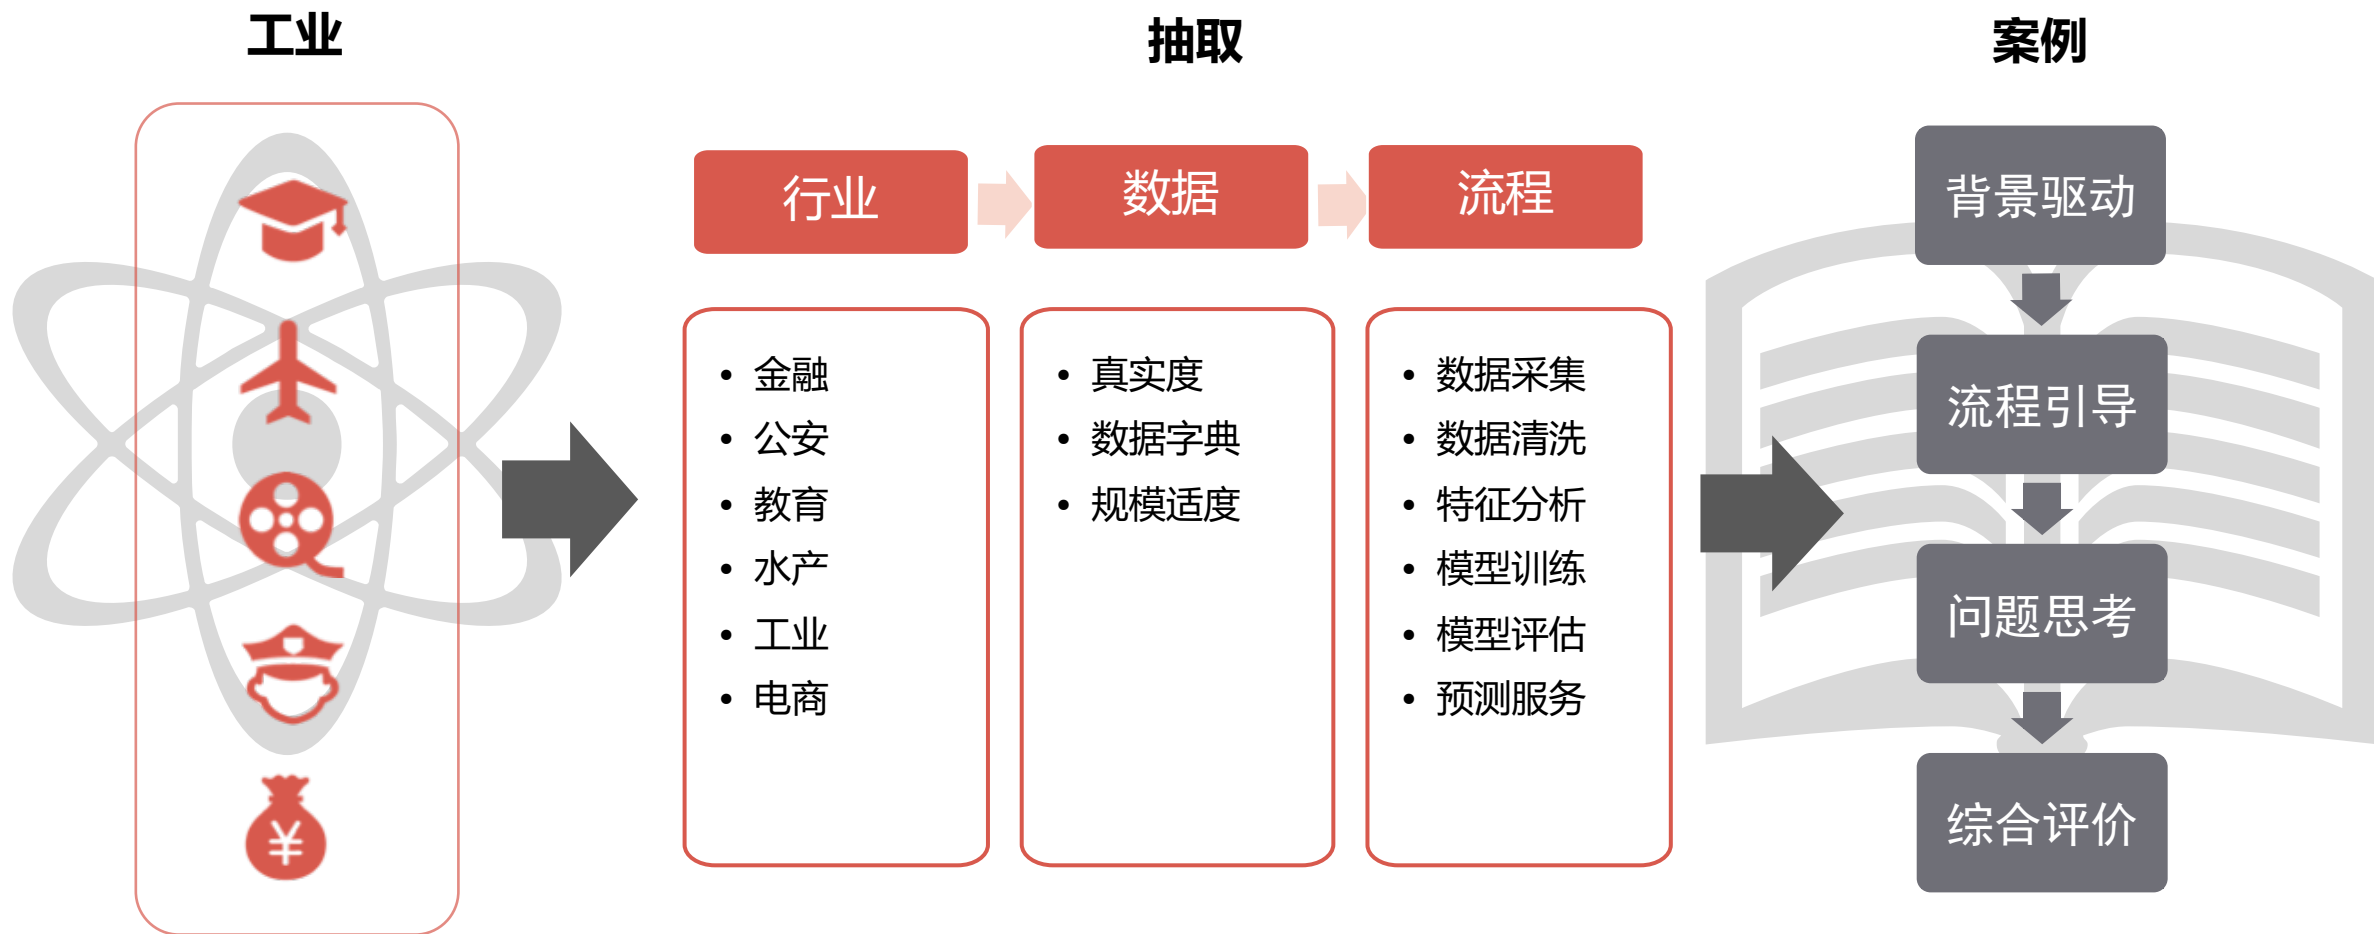 工业
抽取
案例
行业
数据
流程
• 金融
• 公安
• 教育
• 水产
• 工业
• 电商
• 真实度
• 数据字典
• 规模适度
• 数据采集
• 数据清洗
• 特征分析
• 模型训练
• 模型评估
• 预测服务
背景驱动
流程引导
问题思考
综合评价
¥